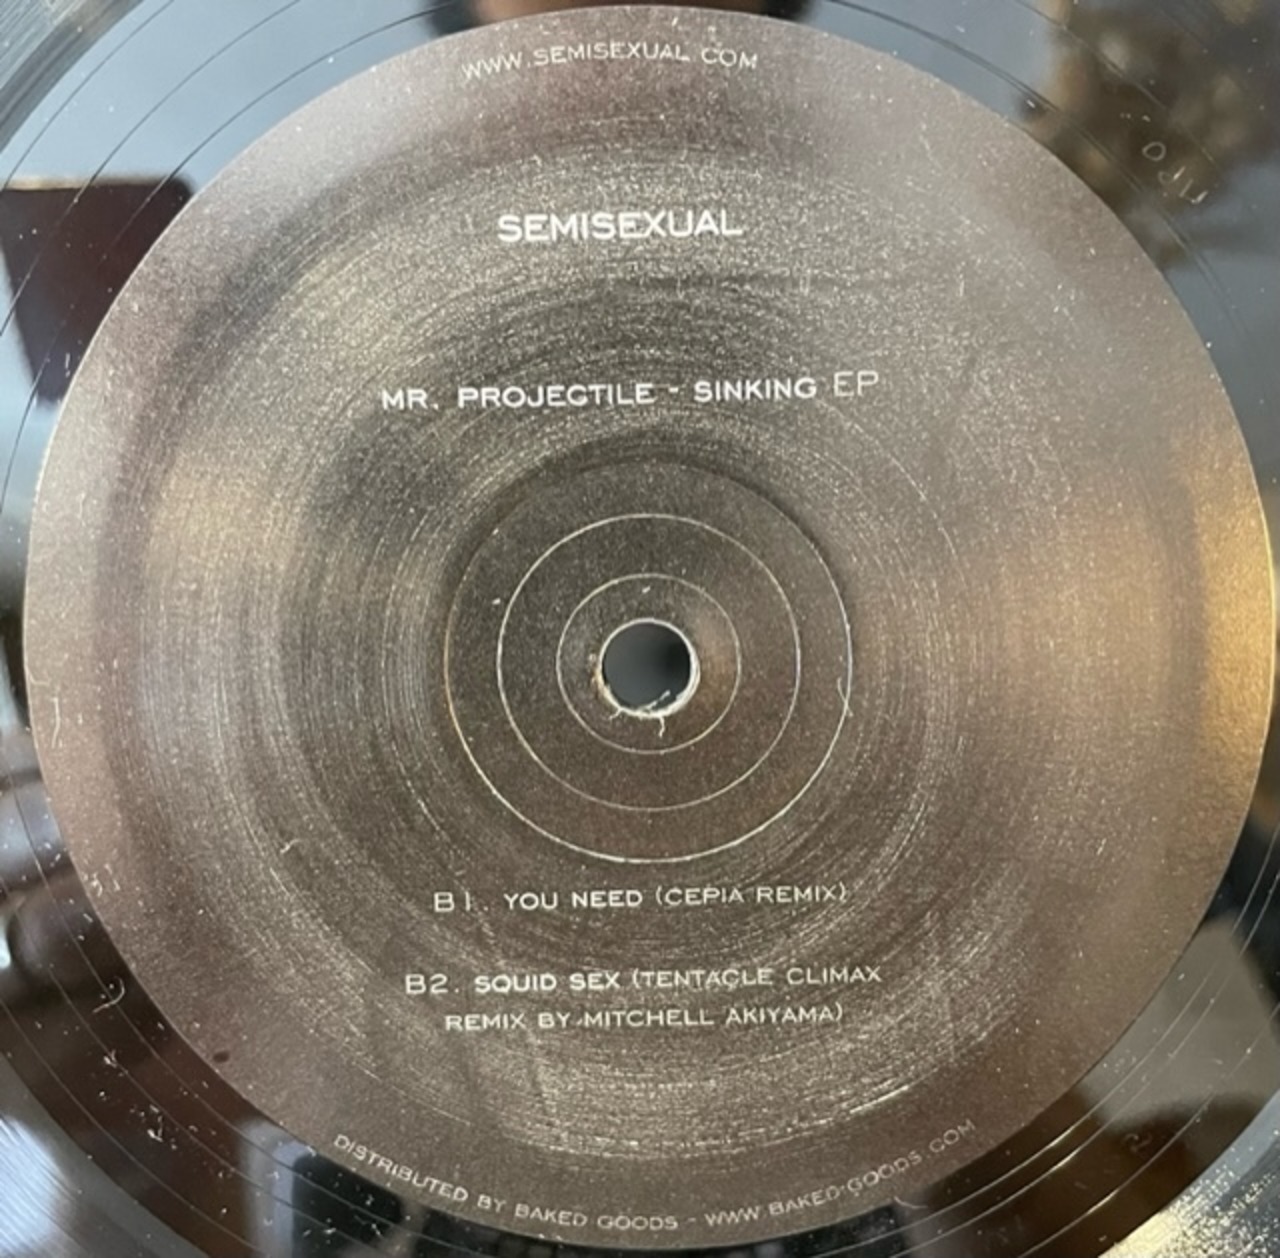 WWW.SEMISEXUAL.COM
SEMISEXUAL
MR. PROJECTILE - SINKING EP
B1. YOU NEED (CEPIA REMIX)
B2. SQUID SEX (TENTACLE CLIMAX
REMIX BY MITCHELL AKIYAMA)
DISTRIBUTED BY BAKED GOODS - WWW.BAKED-GOODS.COM